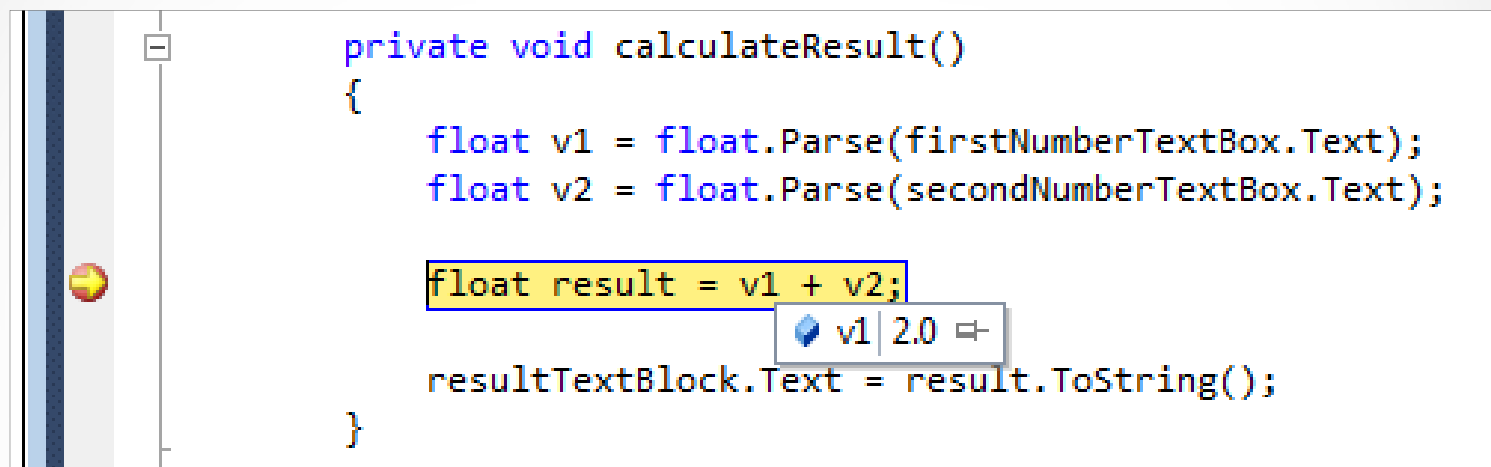 private void calculateResult()
{
float v1 = float.Parse(firstNumberTextBox.Text);
float v2 = float.Parse(secondNumberTextBox.Text);
float result = v1 + v2;
v1 2.0
resultTextBlock.Text = result.ToString();
}